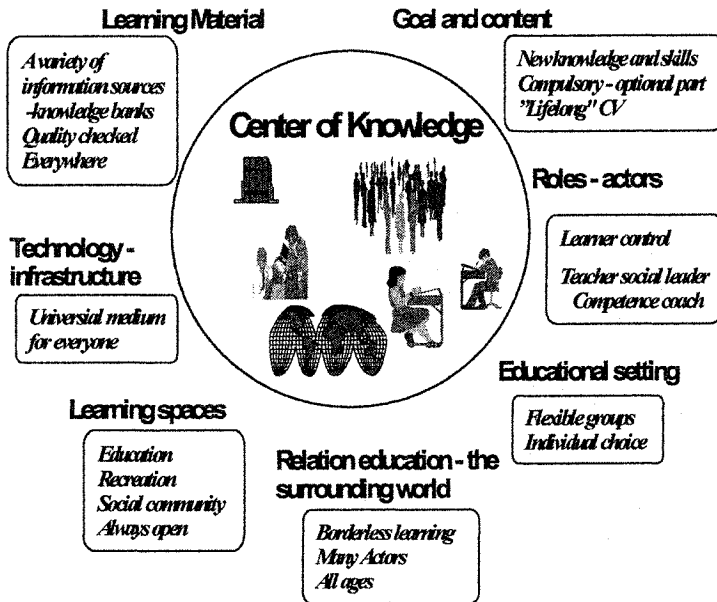 Learning Material
A variety of
information sources
-knowledge banks
Quality checked
Everywhere
Goal and content
New knowledge and skills
Compulsory - optional part
"Lifelong" CV
Center of Knowledge
Roles - actors
Learner control
Teacher social leader
Competence coach
Technology -
infrastructure
Universial medium
for everyone
Educational setting
Flexible groups
Individual choice
Learning spaces
Education
Recreation
Social community
Always open
Relation education - the
surrounding world
Borderless learning
Many Actors
All ages